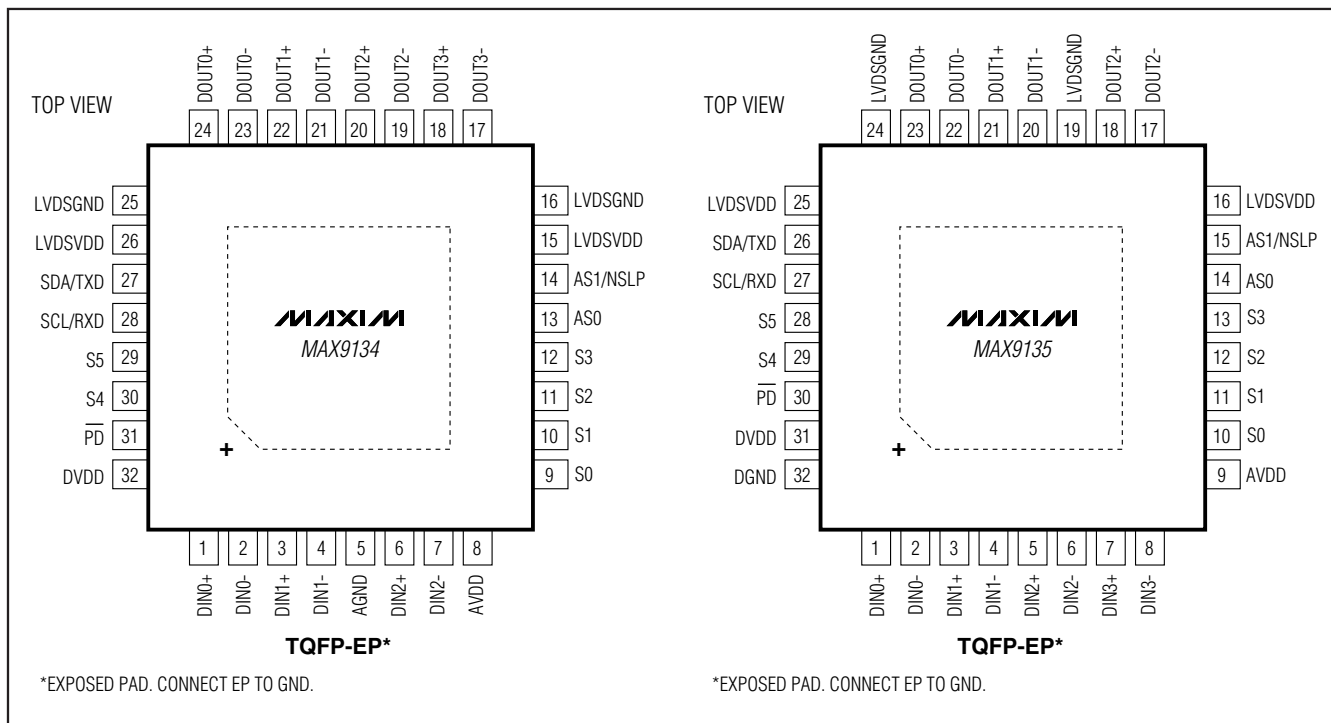 TOP VIEW
DOUT0+
DOUT0-
DOUT1+
DOUT1-
DOUT2+
DOUT2-
DOUT3+
DOUT3-
24
23
22
21
20
19
18
17
LVDSGND 25
LVDSVDD 26
SDA/TXD 27
SCL/RXD 28
S5 29
S4 30
PD 31
DVDD 32
16 LVDSGND
15 LVDSVDD
14 AS1/NSLP
13 AS0
12 S3
11 S2
10 S1
9 S0
MAXIM
MAX9134
+
1
2
3
4
5
6
7
8
DIN0+
DIN0-
DIN1+
DIN1-
AGND
DIN2+
DIN2-
AVDD
TQFP-EP*
*EXPOSED PAD. CONNECT EP TO GND.
TOP VIEW
LVDSGND
DOUT0+
DOUT0-
DOUT1+
DOUT1-
LVDSGND
DOUT2+
DOUT2-
24
23
22
21
20
19
18
17
LVDSVDD 25
SDA/TXD 26
SCL/RXD 27
S5 28
S4 29
PD 30
DVDD 31
DGND 32
16 LVDSVDD
15 AS1/NSLP
14 AS0
13 S3
12 S2
11 S1
10 S0
9 AVDD
MAXIM
MAX9135
+
1
2
3
4
5
6
7
8
DIN0+
DIN0-
DIN1+
DIN1-
DIN2+
DIN2-
DIN3+
DIN3-
TQFP-EP*
*EXPOSED PAD. CONNECT EP TO GND.